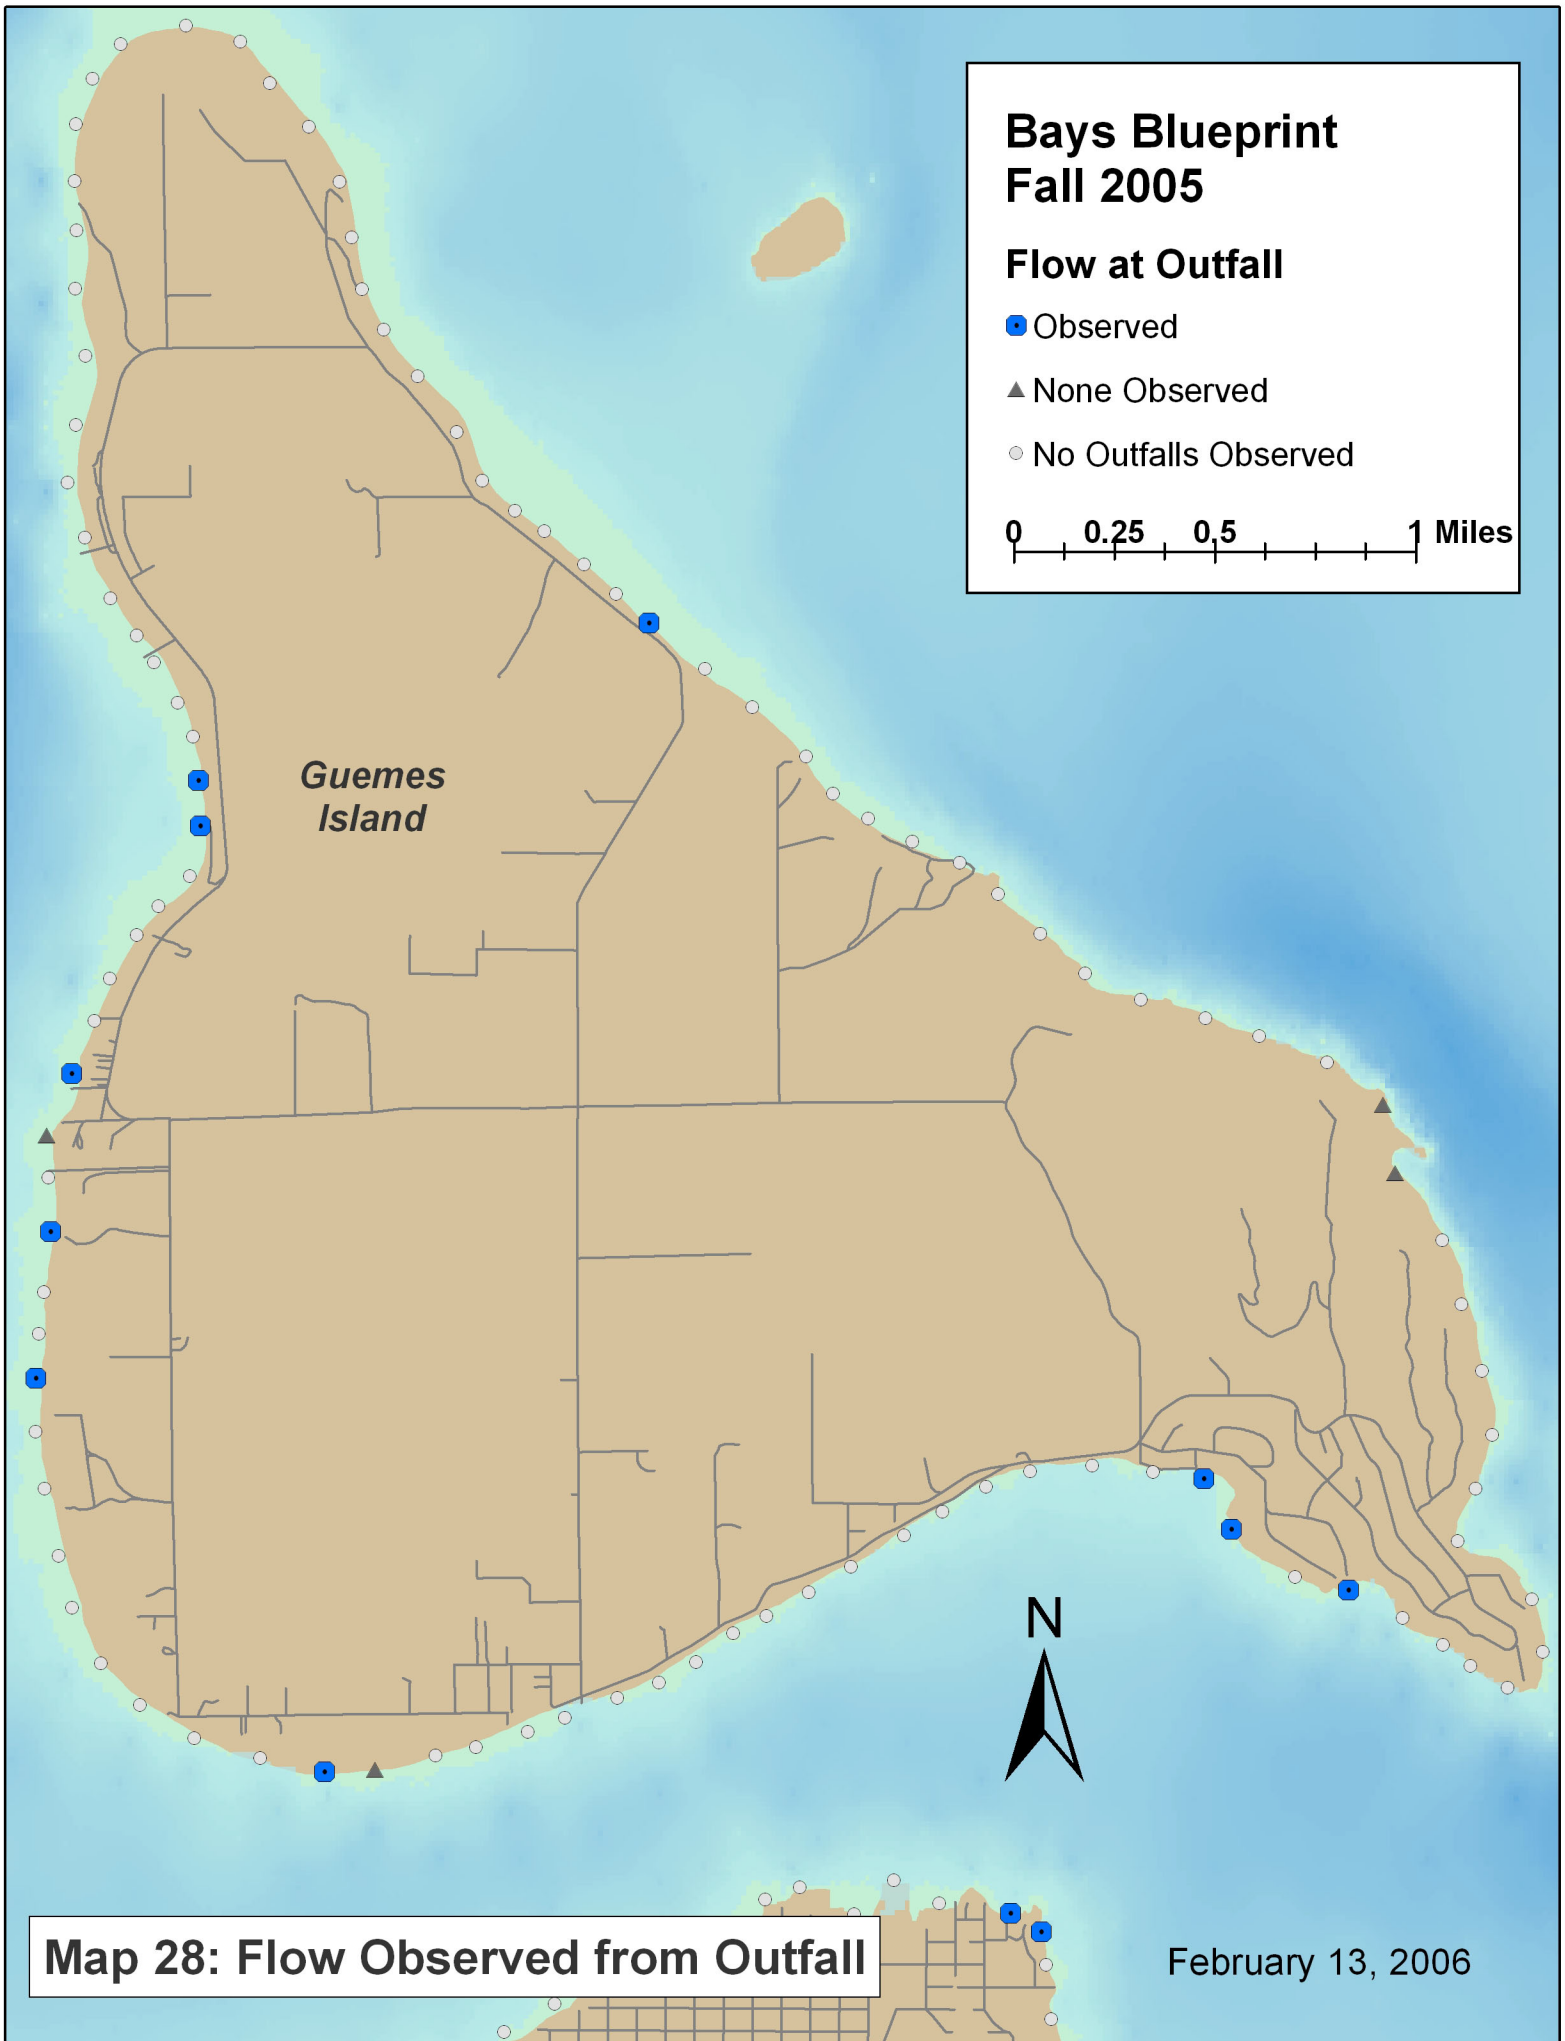 Bays Blueprint
Fall 2005
Flow at Outfall
Observed
None Observed
No Outfalls Observed
0 0.25 0.5 1 Miles
Guemes
Island
N
Map 28: Flow Observed from Outfall
February 13, 2006